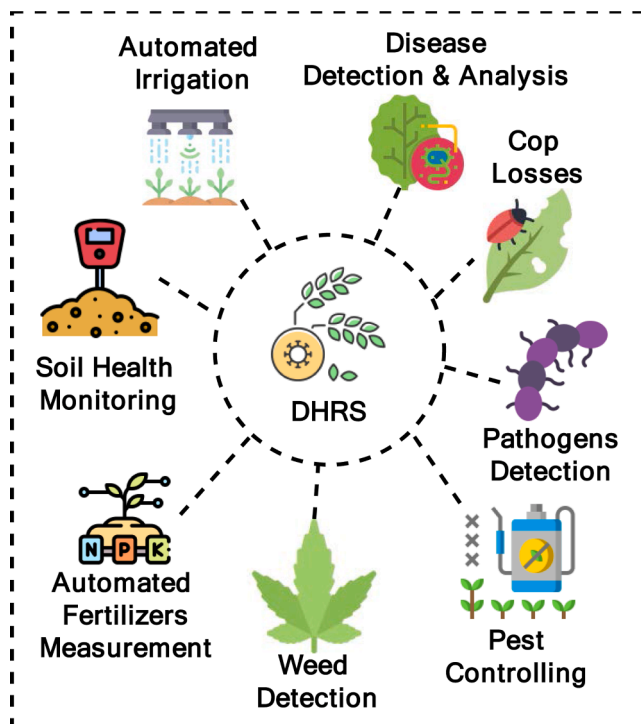 Automated
Irrigation
Disease
Detection & Analysis
Cop
Losses
Soil Health
Monitoring
DHRS
Pathogens
Detection
N P K
Automated
Fertilizers
Measurement
Weed
Detection
Pest
Controlling